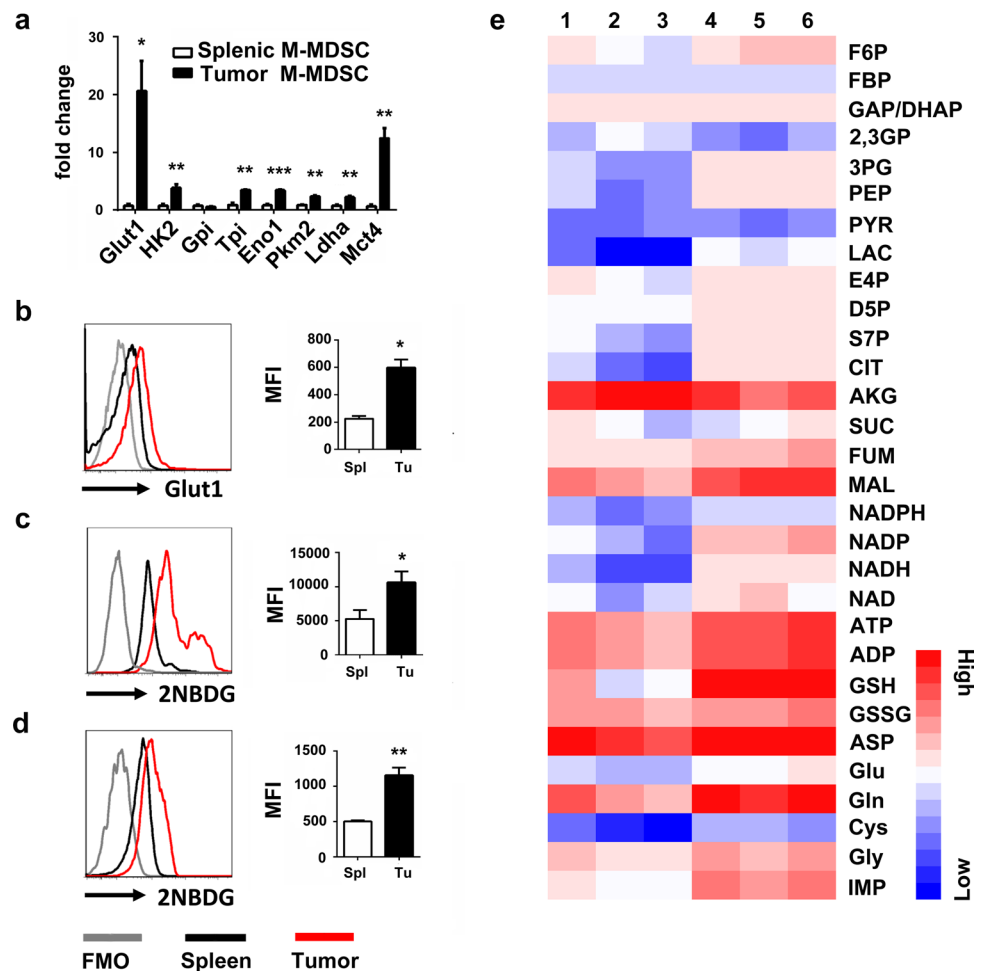 a
fold change
30
20
10
0
Splenic M-MDSC
Tumor M-MDSC
*
**
**
***
**
**
**
Glut1
HK2
Gpi
Tpi
Eno1
Pkm2
Ldha
Mct4
b
Glut1
MFI
800
600
400
200
0
*
Spl Tu
c
2NBDG
MFI
15000
10000
5000
0
*
Spl Tu
d
2NBDG
MFI
1500
1000
500
0
**
Spl Tu
FMO Spleen Tumor
e
1 2 3 4 5 6
F6P
FBP
GAP/DHAP
2,3GP
3PG
PEP
PYR
LAC
E4P
D5P
S7P
CIT
AKG
SUC
FUM
MAL
NADPH
NADP
NADH
NAD
ATP
ADP
GSH
GSSG
ASP
Glu
Gln
Cys
Gly
IMP
High
Low